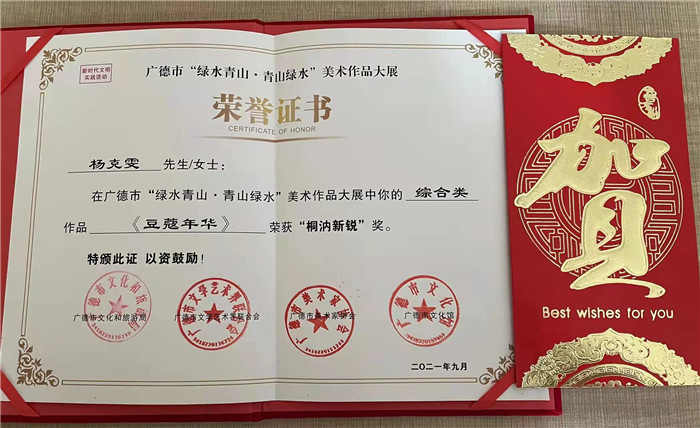 新时代文明
实践活动
广德市“绿水青山·青山绿水”美术作品大展
荣誉证书
CERTIFICATE OF HONOR
杨克雯 先生/女士：
在广德市“绿水青山·青山绿水”美术作品大展中你的 综合类
作品 《豆蔻年华》 荣获“桐汭新锐”奖。
特颁此证 以资鼓励！
广德市文化和旅游局
广德市文学艺术界联合会
广德市美术家协会
广德市文化馆
二〇二一年九月
贺
Best wishes for you